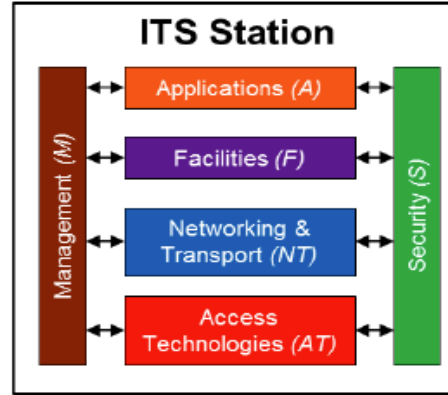 ITS Station
Management (M)
Applications (A)
Facilities (F)
Networking &
Transport (NT)
Access
Technologies (AT)
Security (S)